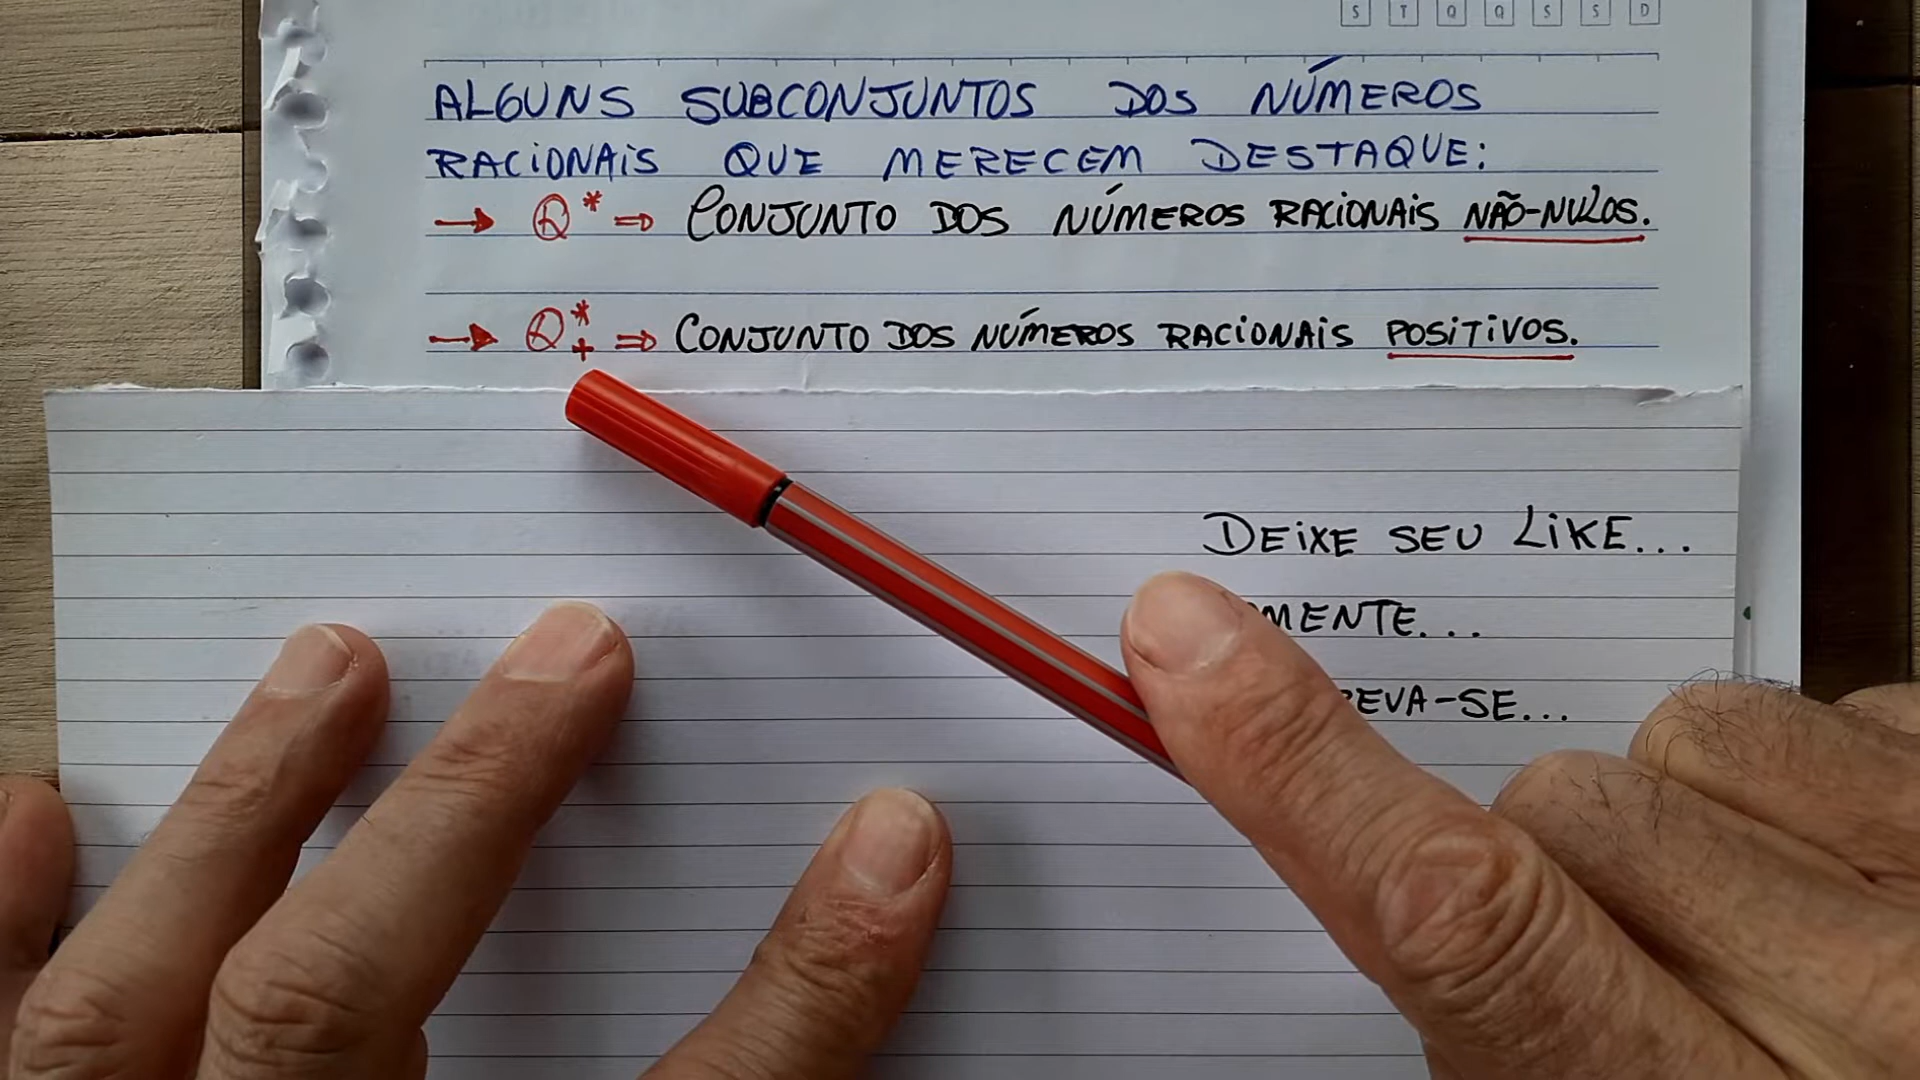 S T Q Q S S D
ALGUNS SUBCONJUNTOS DOS NÚMEROS
RACIONAIS QUE MERECEM DESTAQUE:
→ Q* ⇒ CONJUNTO DOS NÚMEROS RACIONAIS NÃO-NULOS.
→ Q*+ ⇒ CONJUNTO DOS NÚMEROS RACIONAIS POSITIVOS.
DEIXE SEU LIKE...
MENTE...
EVA-SE...